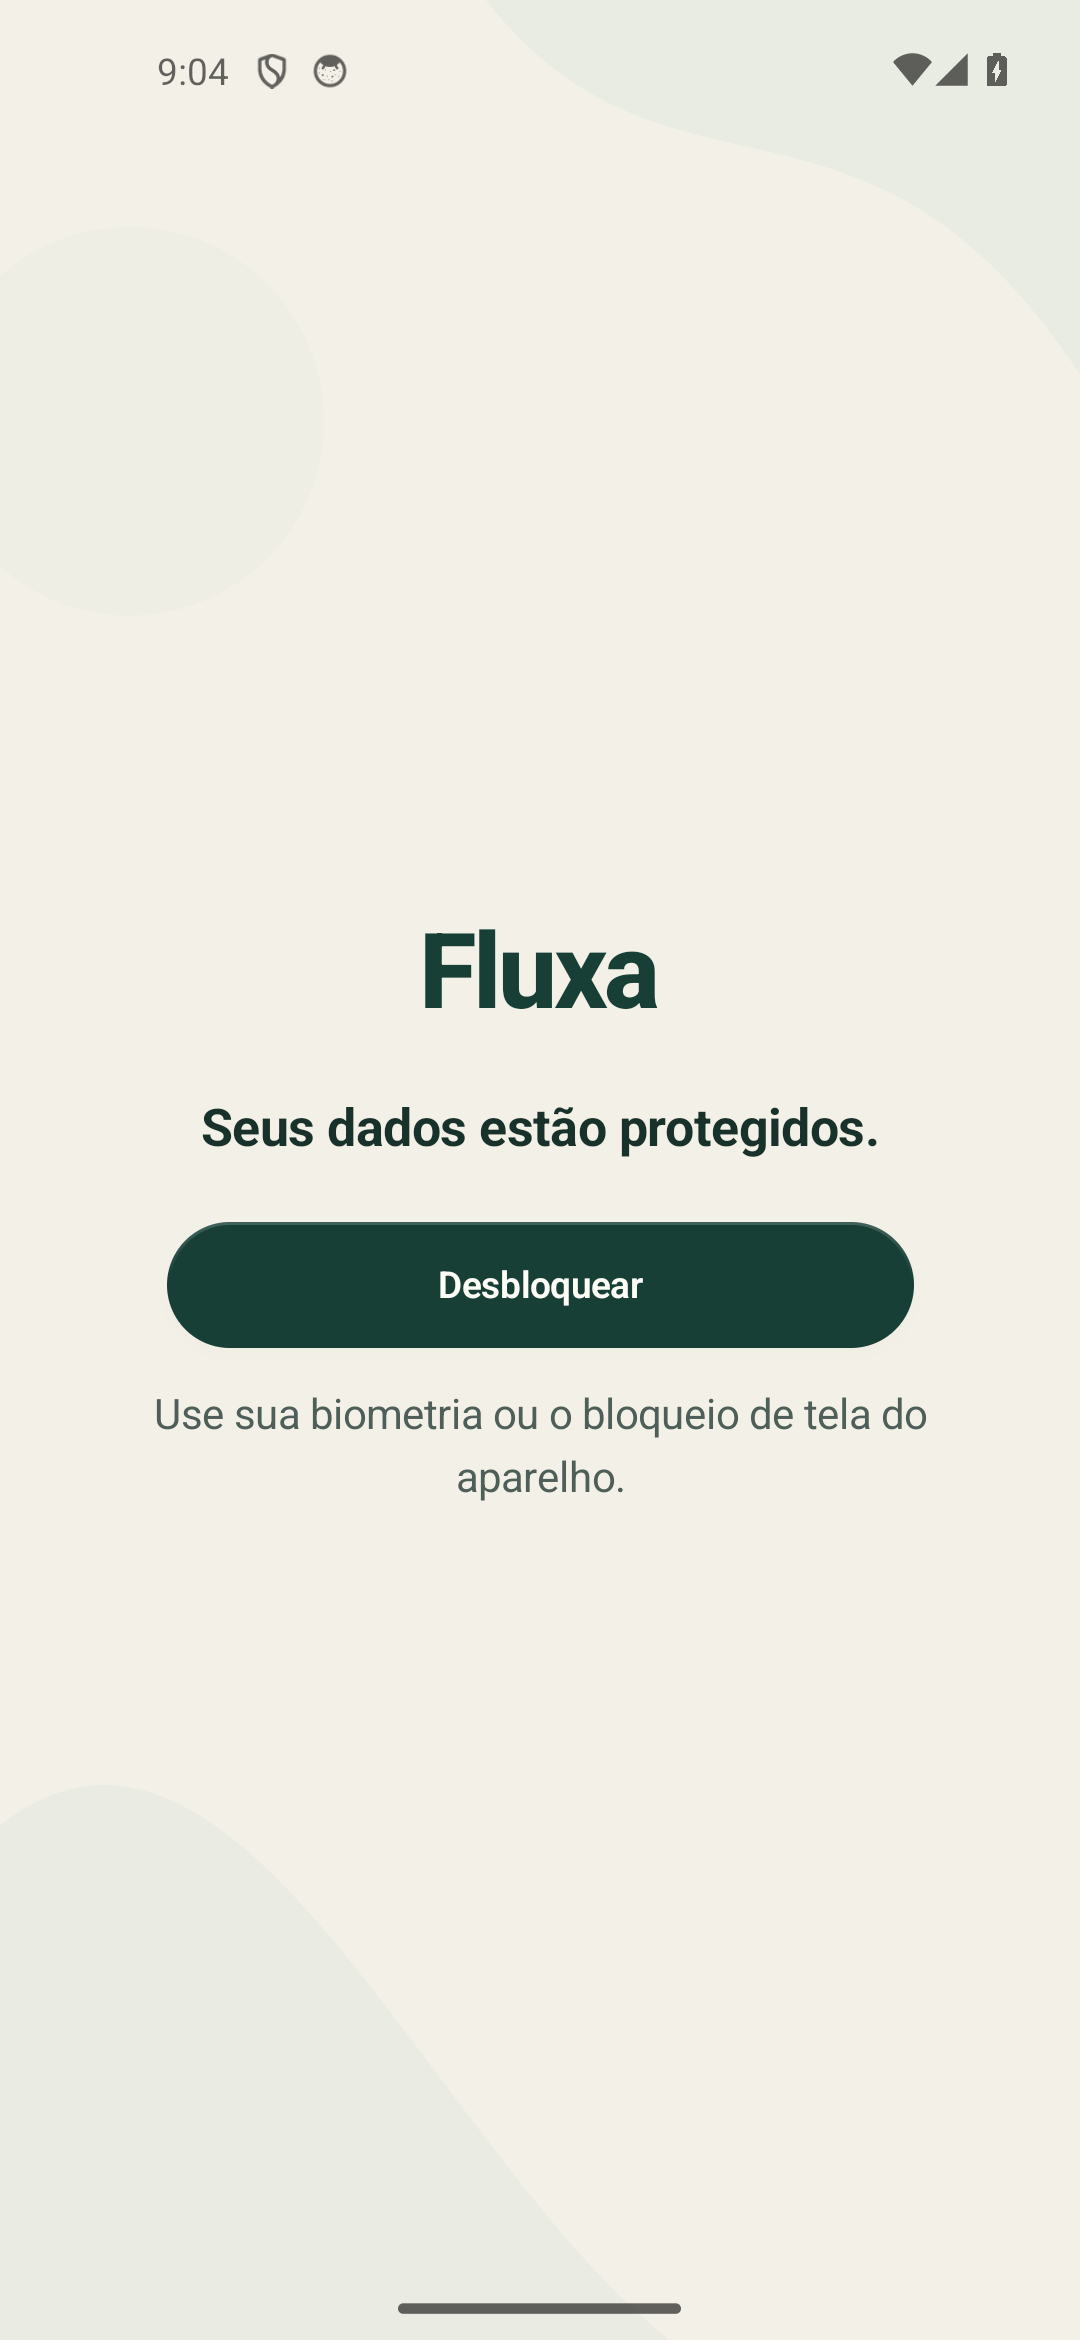 9:04
Fluxa
Seus dados estão protegidos.
Desbloquear
Use sua biometria ou o bloqueio de tela do
aparelho.